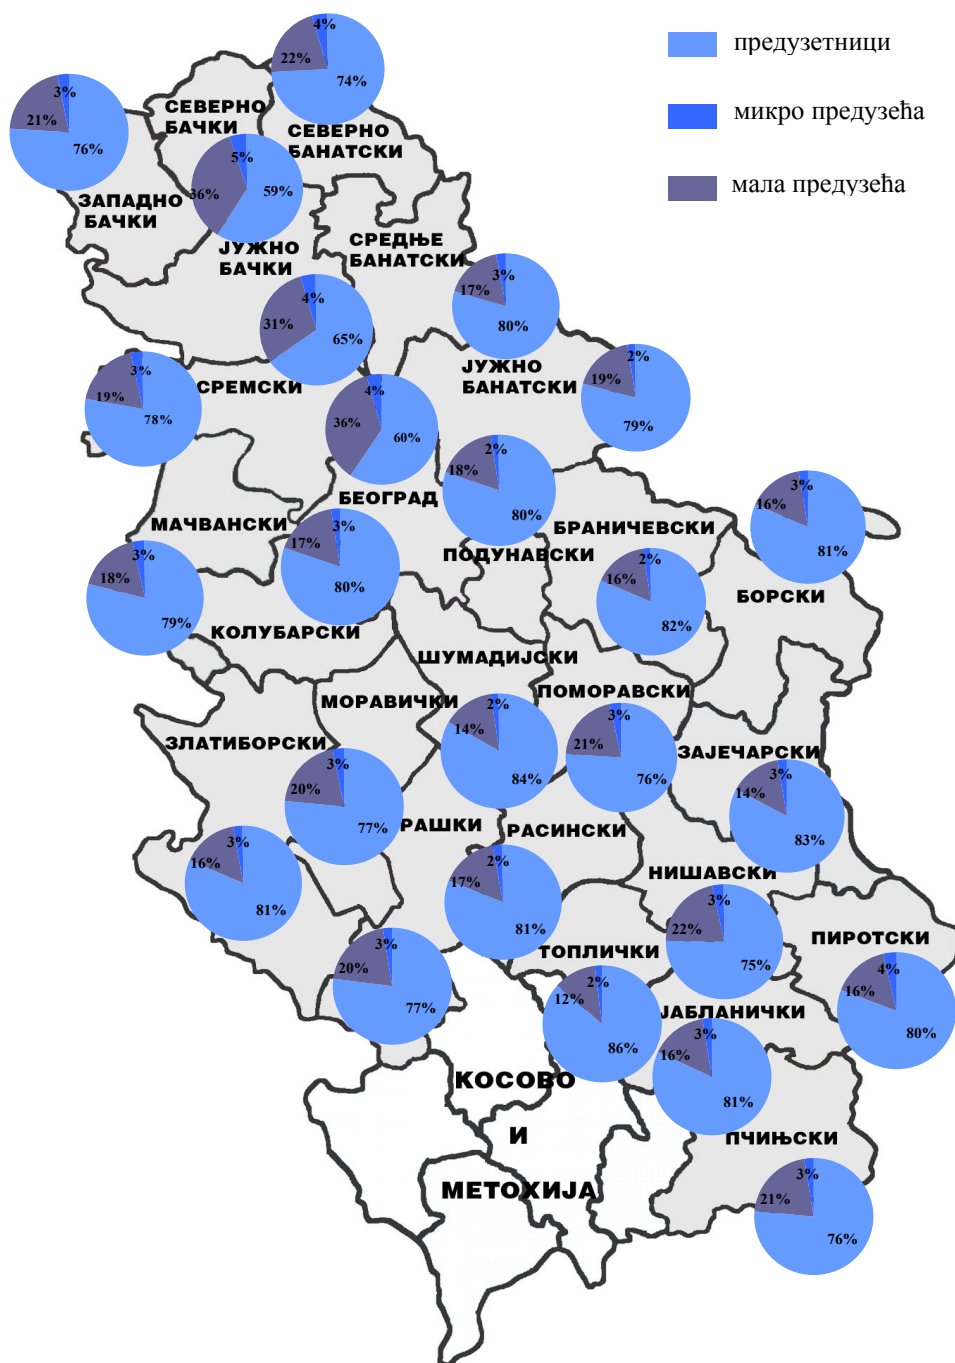 4%
22%
74%
предузетници
3%
21%
76%
СЕВЕРНО
БАЧКИ
СЕВЕРНО
БАНАТСКИ
микро предузећа
5%
36%
59%
мала предузећа
ЗАПАДНО
БАЧКИ
ЈУЖНО
БАЧКИ
СРЕДЊЕ
БАНАТСКИ
3%
17%
80%
4%
31%
65%
ЈУЖНО
БАНАТСКИ
2%
19%
79%
3%
19%
78%
СРЕМСКИ
4%
36%
60%
2%
18%
80%
БЕОГРАД
3%
16%
81%
МАЧВАНСКИ
3%
17%
80%
ПОДУНАВСКИ
БРАНИЧЕВСКИ
2%
16%
82%
БОРСКИ
3%
18%
79%
КОЛУБАРСКИ
ШУМАДИЈСКИ
МОРАВИЧКИ
ПОМОРАВСКИ
2%
14%
84%
3%
21%
76%
ЗЛАТИБОРСКИ
ЗАЈЕЧАРСКИ
3%
20%
77%
3%
14%
83%
РАШКИ
РАСИНСКИ
3%
16%
81%
2%
17%
81%
НИШАВСКИ
3%
22%
75%
3%
20%
77%
ТОПЛИЧКИ
ПИРОТСКИ
4%
16%
80%
2%
12%
86%
ЈАБЛАНИЧКИ
3%
16%
81%
КОСОВО
И
МЕТОХИЈА
ПЧИЊСКИ
3%
21%
76%